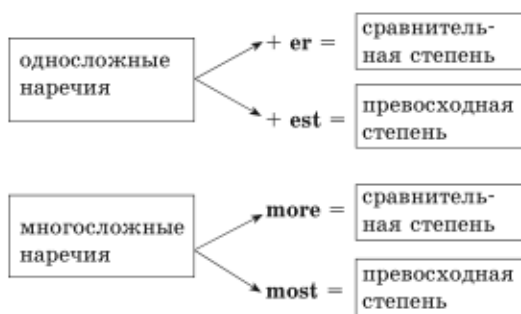 односложные
наречия
+ er =
сравнитель-
ная степень
+ est =
превосходная
степень
многосложные
наречия
more =
сравнитель-
ная степень
most =
превосходная
степень